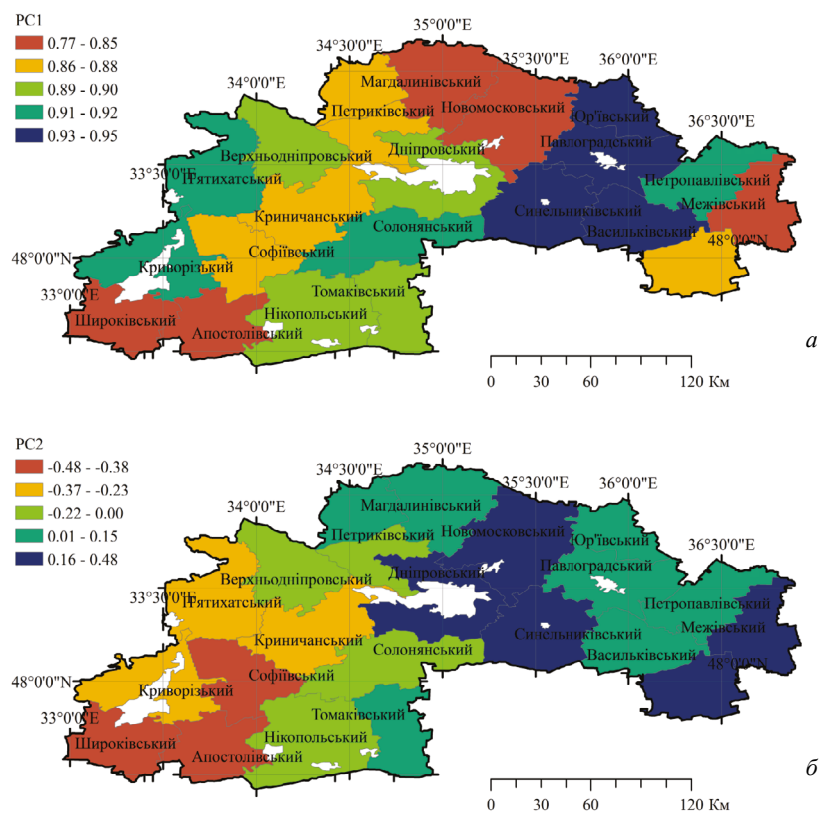 PC1
0.77 - 0.85
0.86 - 0.88
0.89 - 0.90
0.91 - 0.92
0.93 - 0.95
35°0'0"E
34°30'0"E
35°30'0"E
34°0'0"E
36°0'0"E
36°30'0"E
33°30'0"E
48°0'0"N
33°0'0"E
48°0'0"N
Магдалинівський
Петриківський
Новомосковський
Юр'ївський
Дніпровський
Павлоградський
Верхньодніпровський
П'ятихатський
Петропавлівський
Межівський
Криничанський
Синельниківський
Солонянський
Васильківський
Софіївський
Криворізький
Томаківський
Нікопольський
Широківський
Апостолівський
0 30 60 120 Км
а
PC2
-0.48 - -0.38
-0.37 - -0.23
-0.22 - 0.00
0.01 - 0.15
0.16 - 0.48
35°0'0"E
34°30'0"E
35°30'0"E
34°0'0"E
36°0'0"E
36°30'0"E
33°30'0"E
48°0'0"N
33°0'0"E
48°0'0"N
Магдалинівський
Петриківський
Новомосковський
Юр'ївський
Дніпровський
Павлоградський
Верхньодніпровський
П'ятихатський
Петропавлівський
Межівський
Криничанський
Синельниківський
Солонянський
Васильківський
Софіївський
Криворізький
Томаківський
Нікопольський
Широківський
Апостолівський
0 30 60 120 Км
б